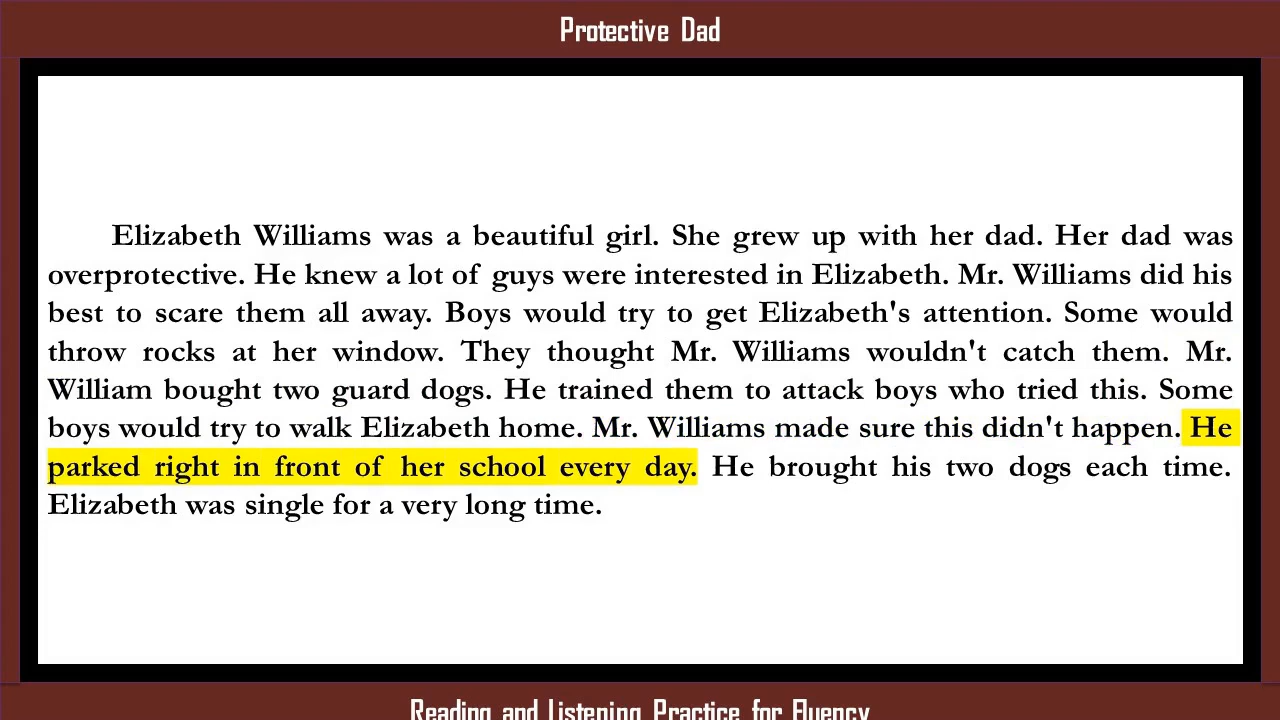 Protective Dad
Elizabeth Williams was a beautiful girl. She grew up with her dad. Her dad was
overprotective. He knew a lot of guys were interested in Elizabeth. Mr. Williams did his
best to scare them all away. Boys would try to get Elizabeth's attention. Some would
throw rocks at her window. They thought Mr. Williams wouldn't catch them. Mr.
William bought two guard dogs. He trained them to attack boys who tried this. Some
boys would try to walk Elizabeth home. Mr. Williams made sure this didn't happen. He
parked right in front of her school every day. He brought his two dogs each time.
Elizabeth was single for a very long time.
Reading and Listening Practice for Fluency